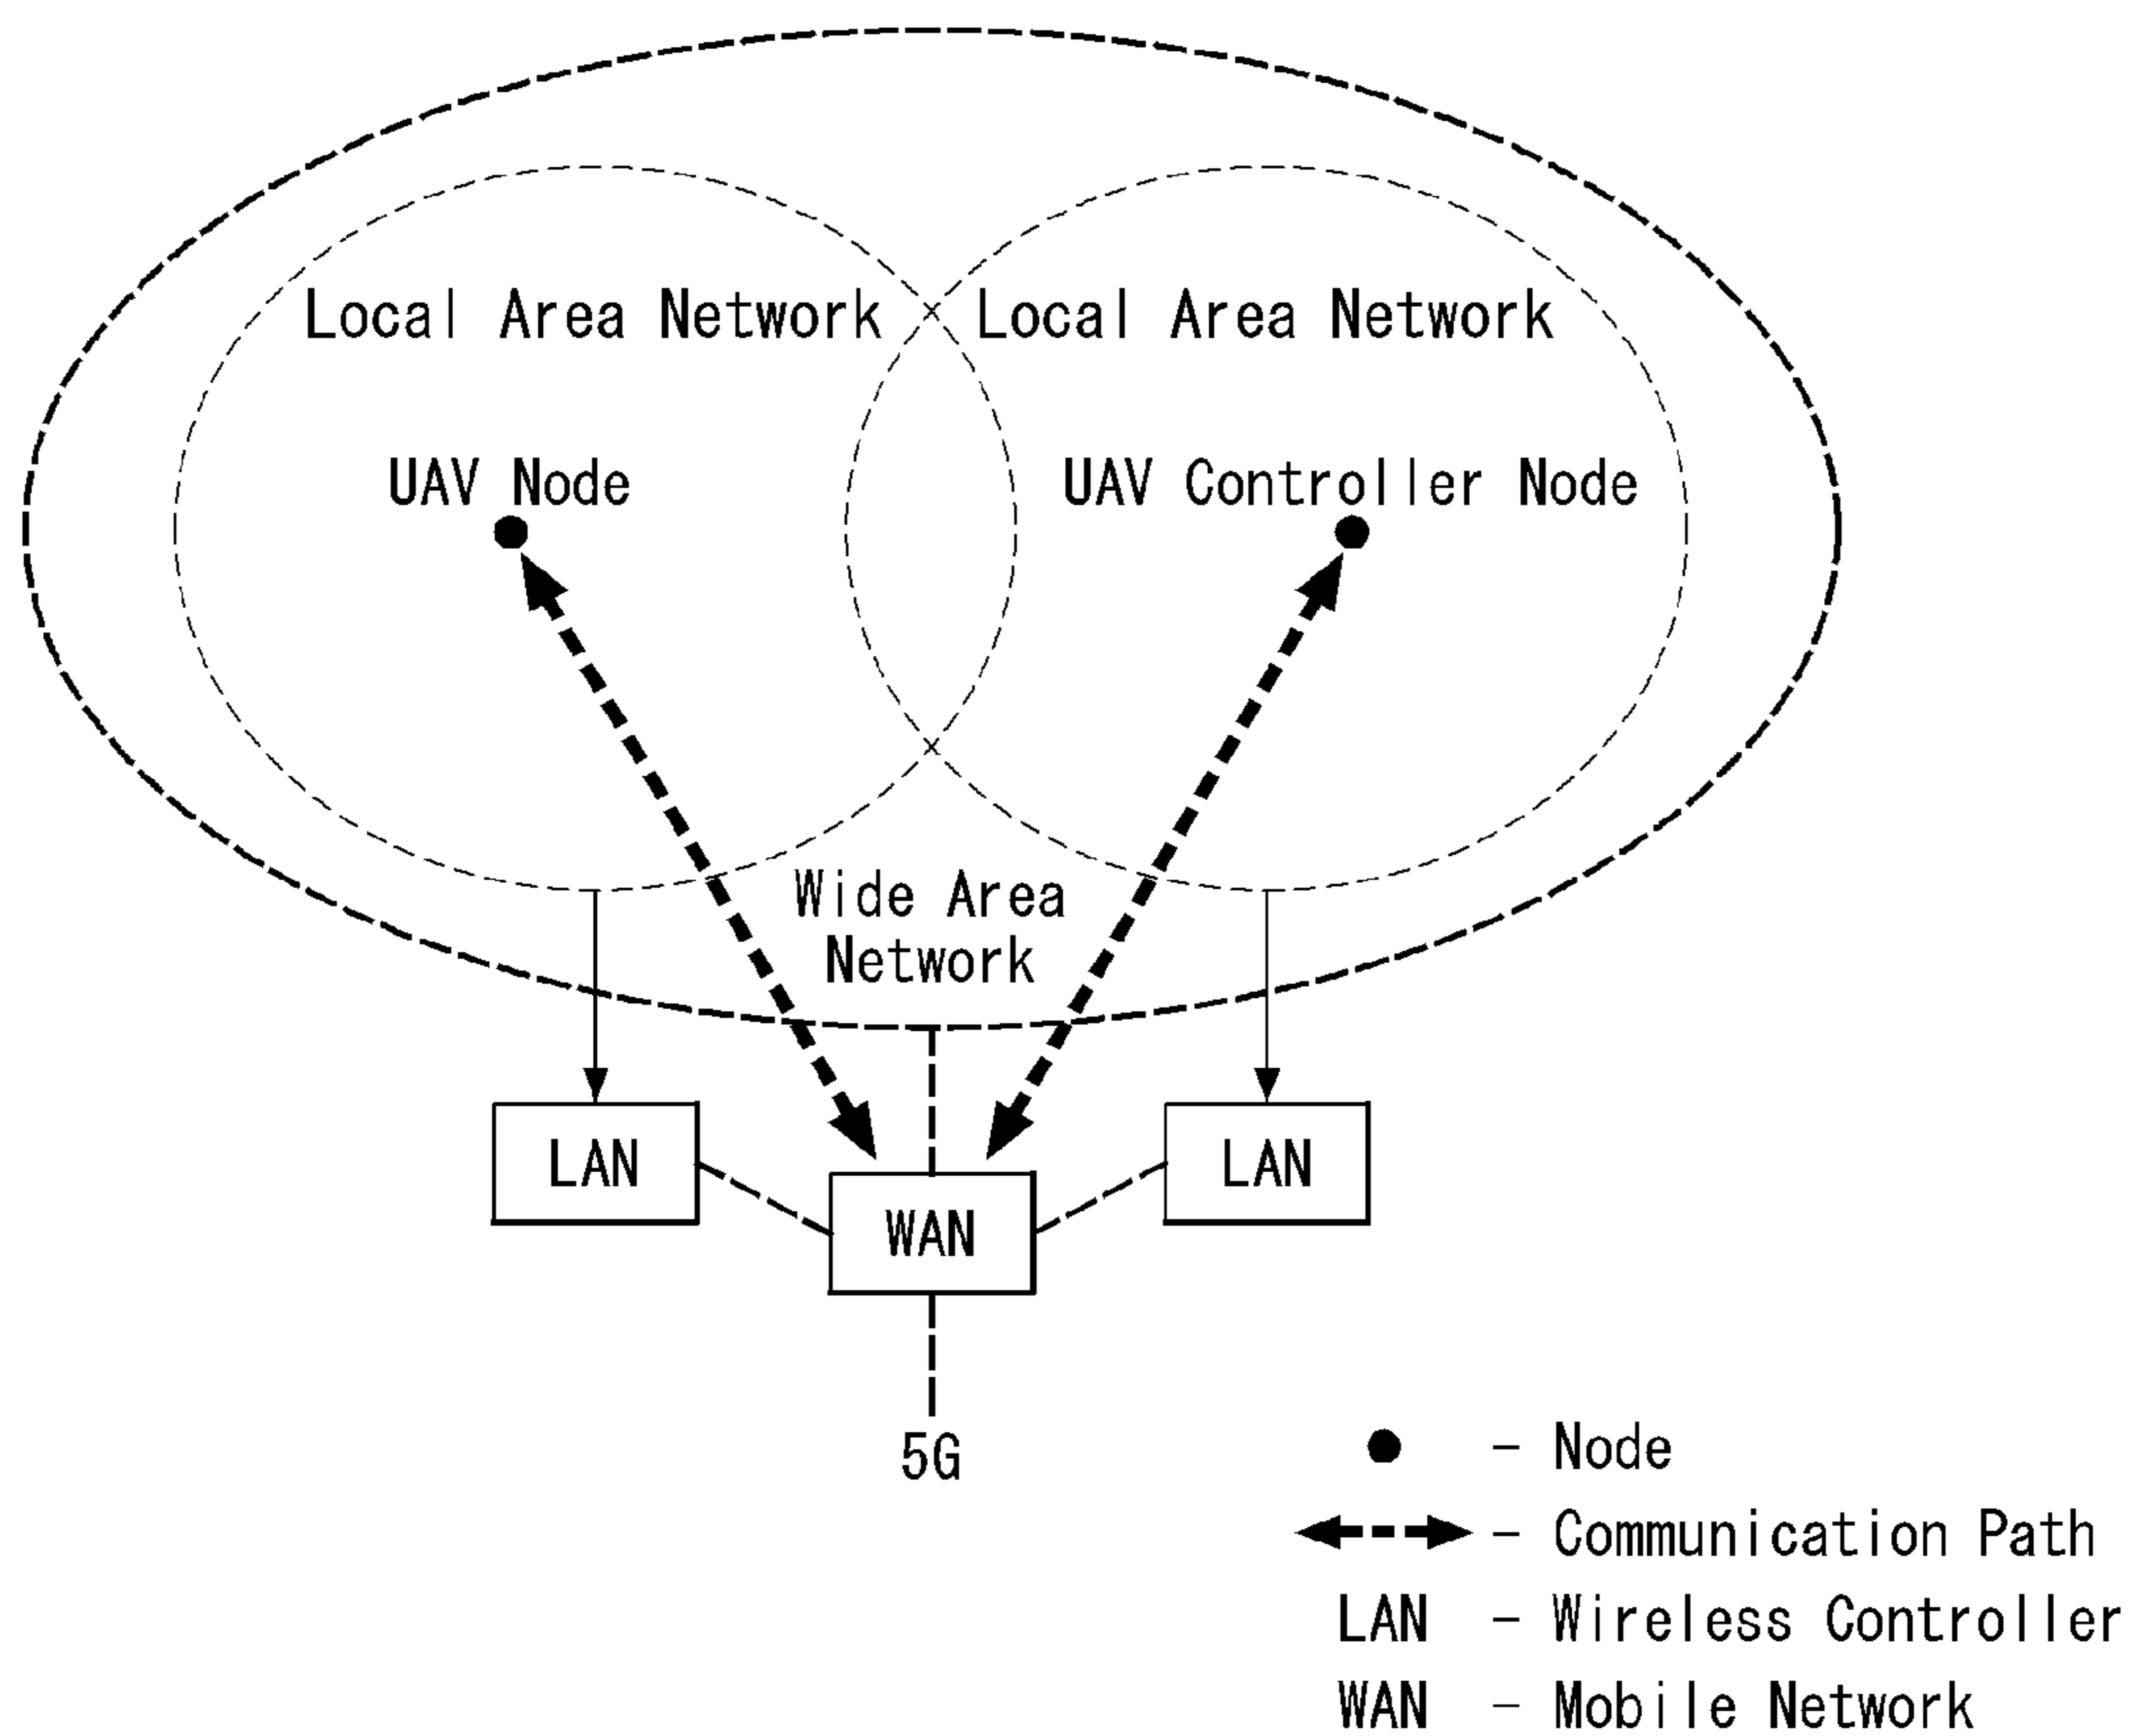 Local Area Network
Local Area Network
UAV Node
UAV Controller Node
Wide Area
Network
LAN
LAN
WAN
5G
- Node
- Communication Path
LAN - Wireless Controller
WAN - Mobile Network